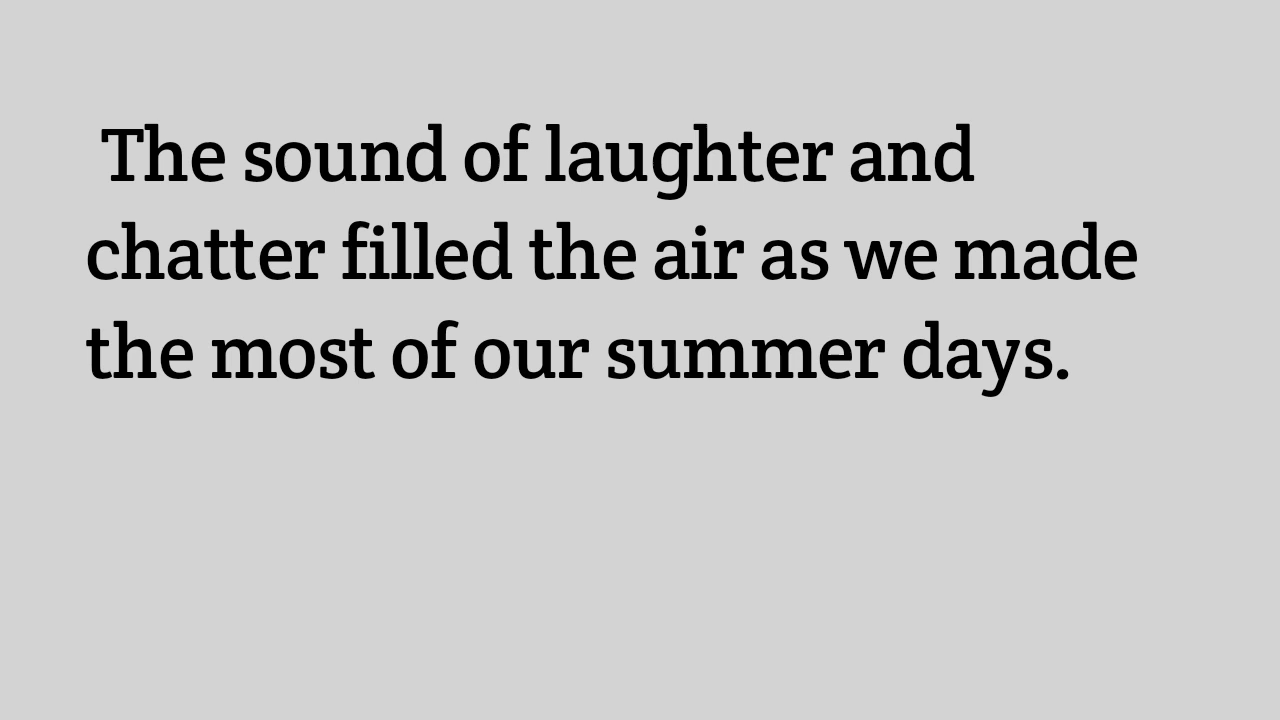 The sound of laughter and
chatter filled the air as we made
the most of our summer days.